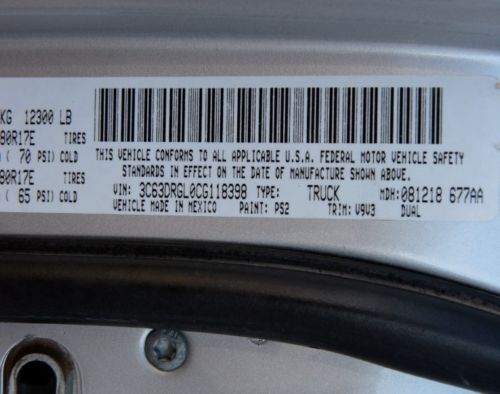 KG 12300 LB
80R17E TIRES
( 70 PSI) COLD
80R17E TIRES
( 65 PSI) COLD
THIS VEHICLE CONFORMS TO ALL APPLICABLE U.S.A. FEDERAL MOTOR VEHICLE SAFETY
STANDARDS IN EFFECT ON THE DATE OF MANUFACTURE SHOWN ABOVE.
VIN: 3C63DRGL0CG118398 TYPE: TRUCK MDH: 081218 677AA
VEHICLE MADE IN MEXICO PAINT: PS2 TRIM: V9V3 DUAL